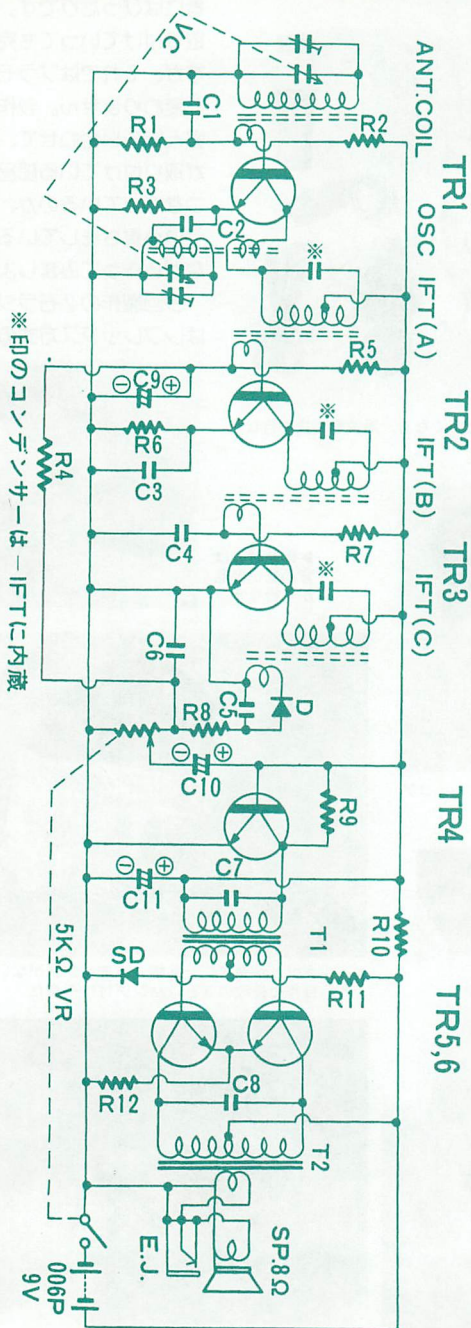 ANT.COIL
TR1
OSC
IFT(A)
TR2
IFT(B)
TR3
IFT(C)
TR4
TR5,6
VC
C1
R1
R2
R3
C2
※
R5
⊖ C9 ⊕
R6
C3
R4
※
R7
C4
※
C6
C5
R8
D
⊖ ⊕
C10
R9
⊖ ⊕
C11
C7
T1
R10
R11
SD
R12
C8
T2
5KΩ VR
E.J.
SP.8Ω
006P
9V
※印のコンデンサーは−IFTに内蔵